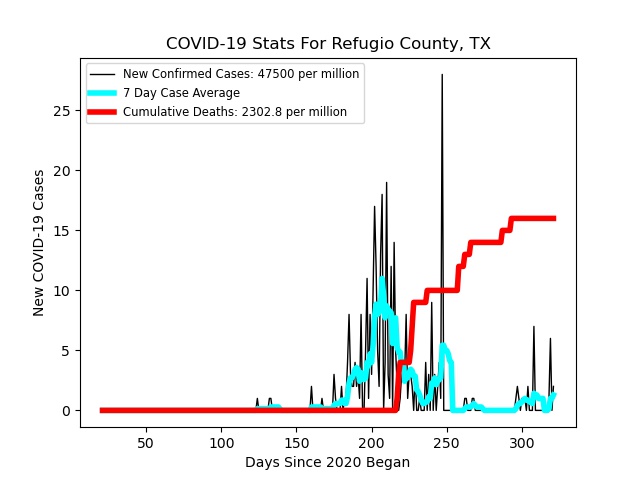 COVID-19 Stats For Refugio County, TX
New Confirmed Cases: 47500 per million
7 Day Case Average
Cumulative Deaths: 2302.8 per million
New COVID-19 Cases
25
20
15
10
5
0
50 100 150 200 250 300
Days Since 2020 Began